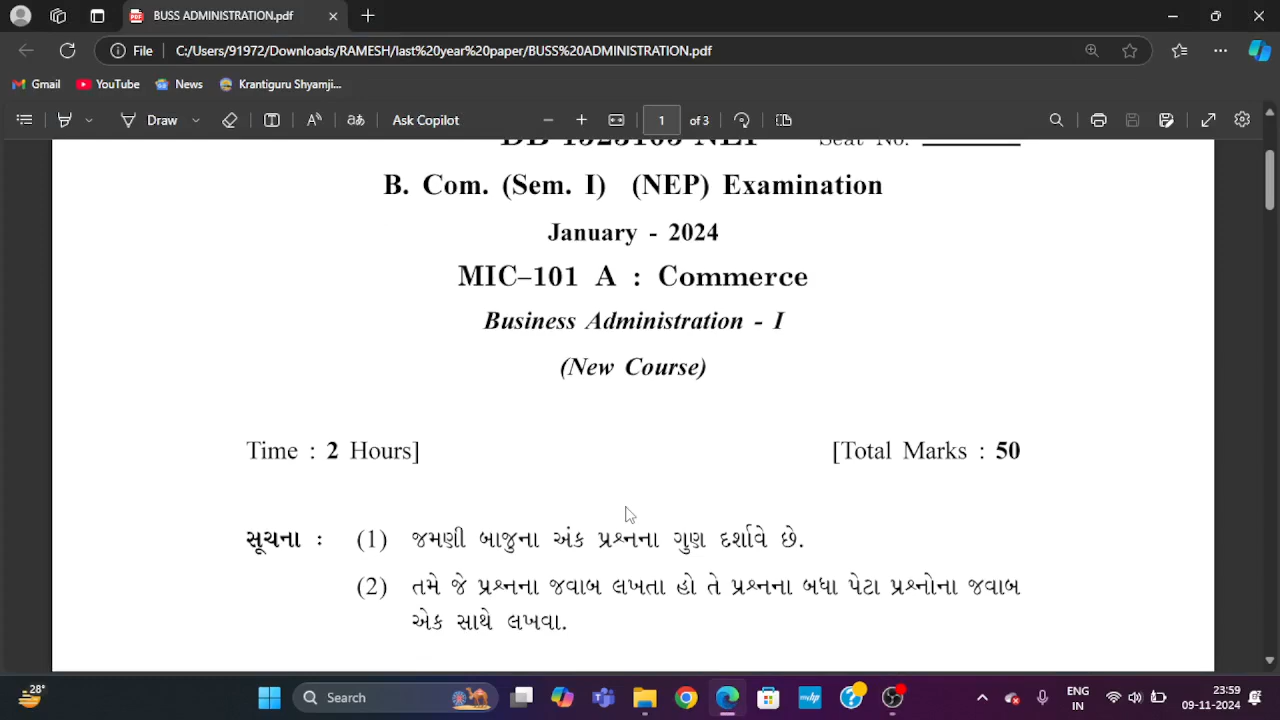 BUSS ADMINISTRATION.pdf
File C:/Users/91972/Downloads/RAMESH/last%20year%20paper/BUSS%20ADMINISTRATION.pdf
Gmail YouTube News Krantiguru Shyamji...
Draw Ask Copilot 1 of 3
Seat No.
B. Com. (Sem. I) (NEP) Examination
January - 2024
MIC–101 A : Commerce
Business Administration - I
(New Course)
Time : 2 Hours] [Total Marks : 50
સૂચના : (1) જમણી બાજુના અંક પ્રશ્નના ગુણ દર્શાવે છે.
(2) તમે જે પ્રશ્નના જવાબ લખતા હો તે પ્રશ્નના બધા પેટા પ્રશ્નોના જવાબ
એક સાથે લખવા.
28° Search ENG IN 23:59 09-11-2024